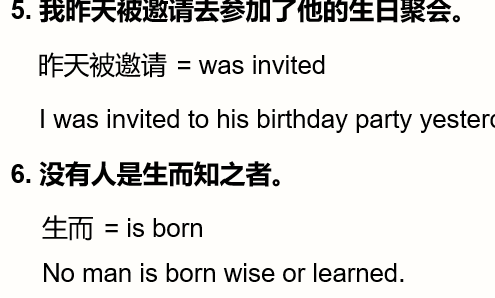 5. 我昨天被邀请去参加了他的生日聚会。
昨天被邀请 = was invited
I was invited to his birthday party
6. 没有人是生而知之者。
生而 = is born
No man is born wise or learned.